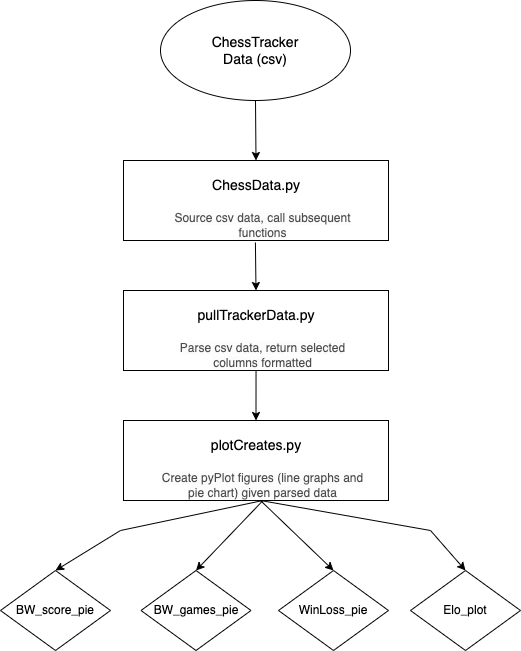 ChessTracker
Data (csv)
ChessData.py
Source csv data, call subsequent
functions
pullTrackerData.py
Parse csv data, return selected
columns formatted
plotCreates.py
Create pyPlot figures (line graphs and
pie chart) given parsed data
BW_score_pie
BW_games_pie
WinLoss_pie
Elo_plot